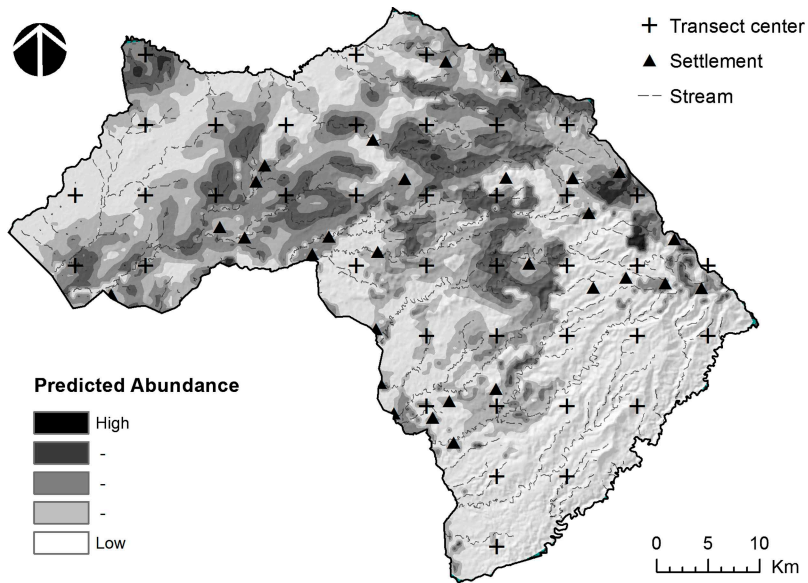 Transect center
Settlement
Stream
Predicted Abundance
High
-
-
-
Low
0 5 10
Km